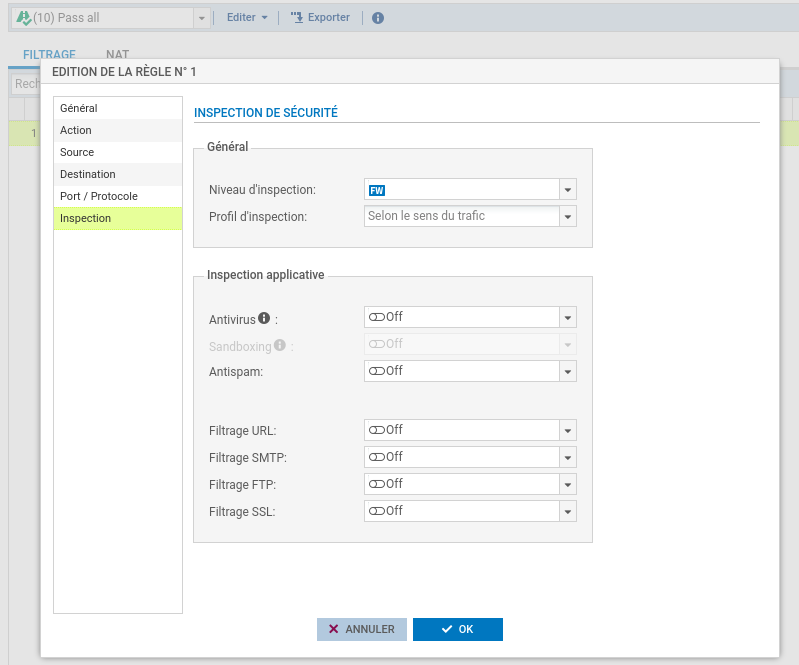 (10) Pass all Editer Exporter
FILTRAGE NAT
Rech
1
EDITION DE LA RÈGLE N° 1
Général
Action
Source
Destination
Port / Protocole
Inspection
INSPECTION DE SÉCURITÉ
Général
Niveau d'inspection: FW
Profil d'inspection: Selon le sens du trafic
Inspection applicative
Antivirus : Off
Sandboxing : Off
Antispam: Off
Filtrage URL: Off
Filtrage SMTP: Off
Filtrage FTP: Off
Filtrage SSL: Off
ANNULER OK